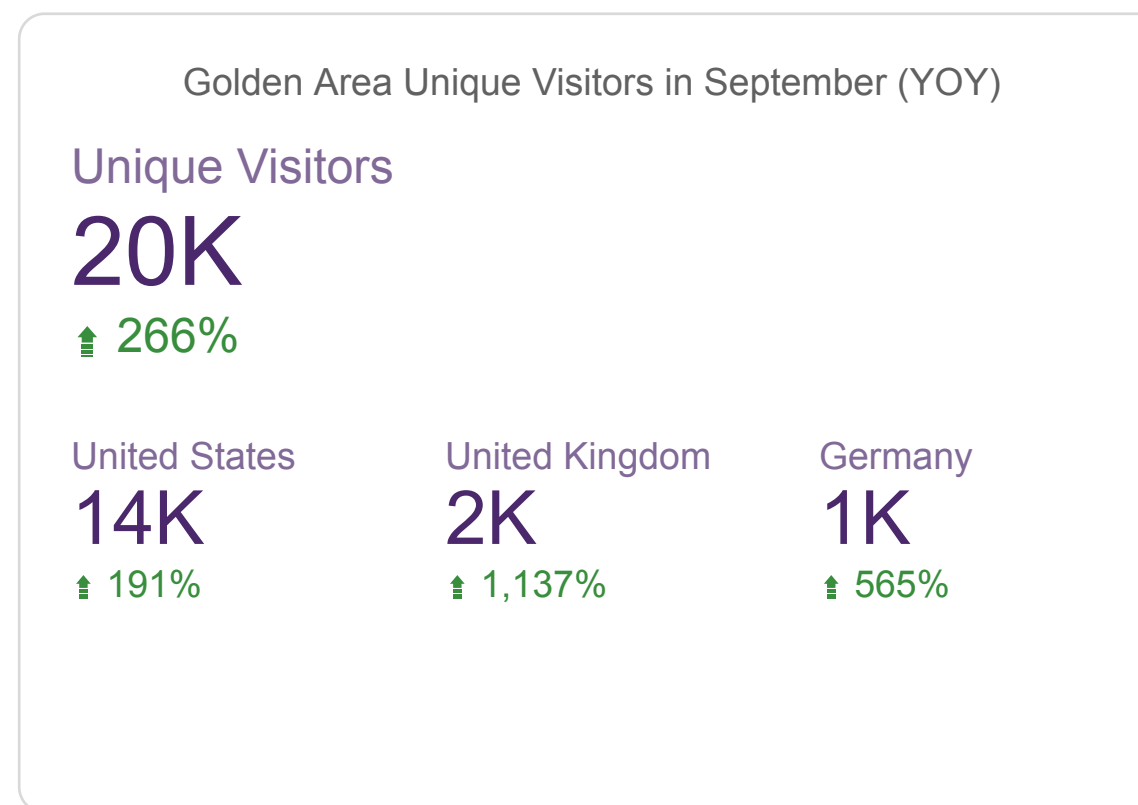 Golden Area Unique Visitors in September (YOY)
Unique Visitors
20K
266%
United States United Kingdom Germany
14K 2K 1K
191% 1,137% 565%